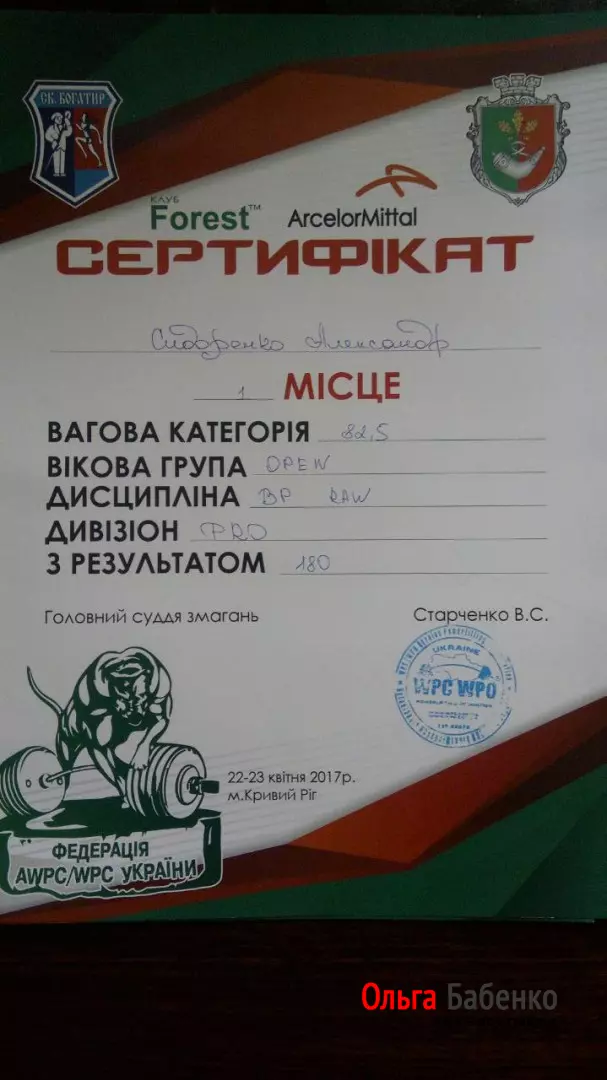 СК. БОГАТИР
КЛУБ
Forest™ ArcelorMittal
СЕРТИФІКАТ
Сидоренко Александр
1 МІСЦЕ
ВАГОВА КАТЕГОРІЯ 82,5
ВІКОВА ГРУПА OPEN
ДИСЦИПЛІНА BP RAW
ДИВІЗІОН PRO
З РЕЗУЛЬТАТОМ 180
Головний суддя змагань Старченко В.С.
UKRAINE
WPC WPO
22-23 квітня 2017р.
м.Кривий Ріг
ФЕДЕРАЦІЯ
AWPC/WPC УКРАЇНИ
Ольга Бабенко